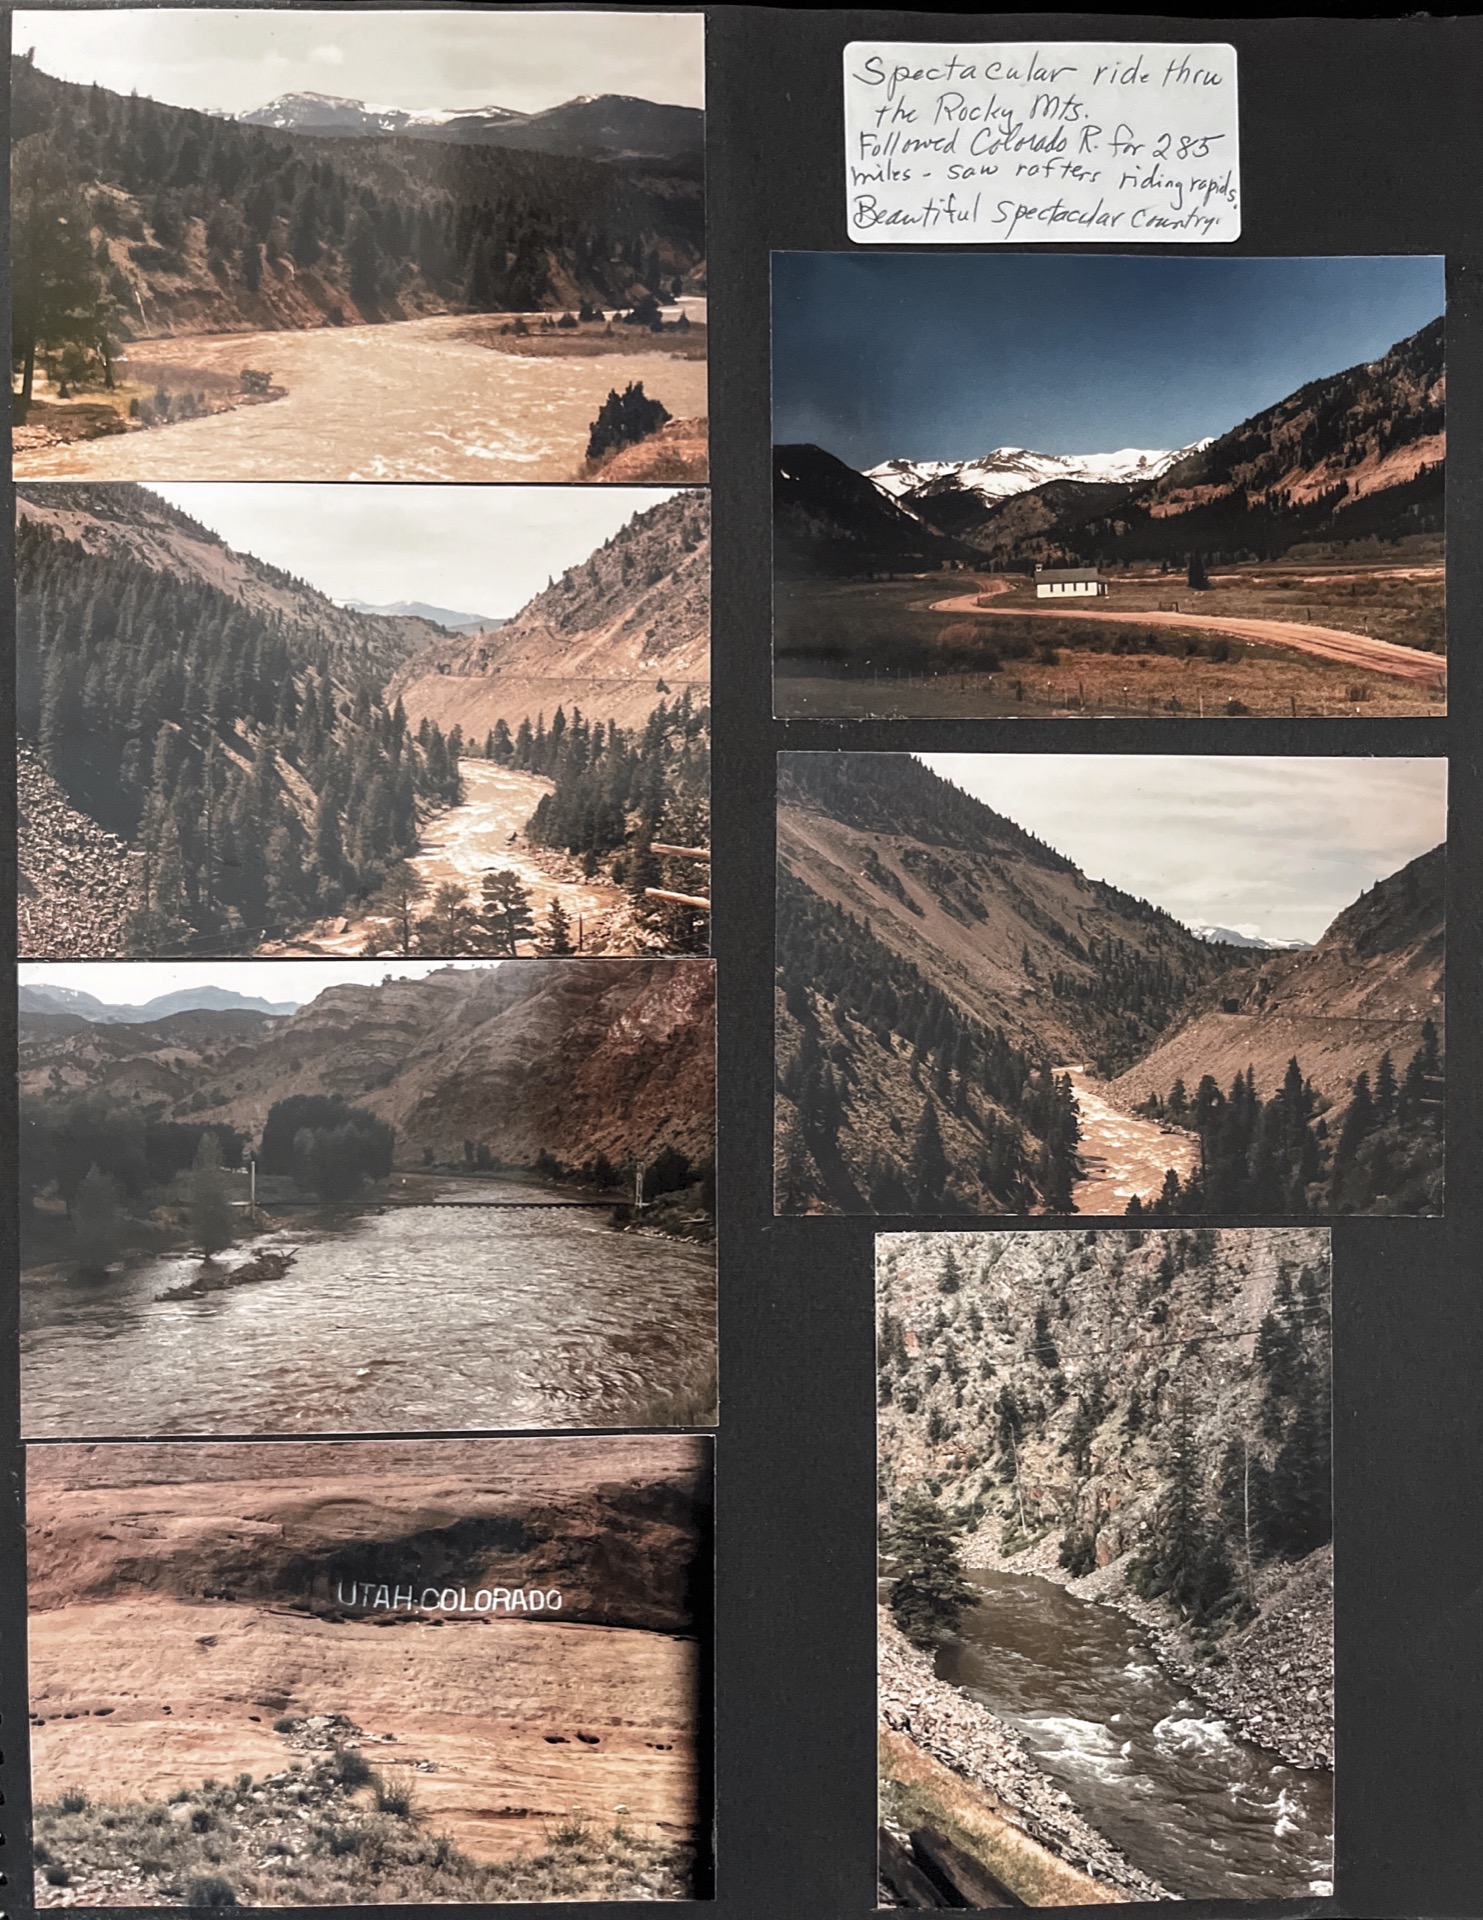 Spectacular ride thru
the Rocky Mts.
Followed Colorado R. for 285
miles - saw rafters riding rapids.
Beautiful Spectacular Country.
UTAH-COLORADO